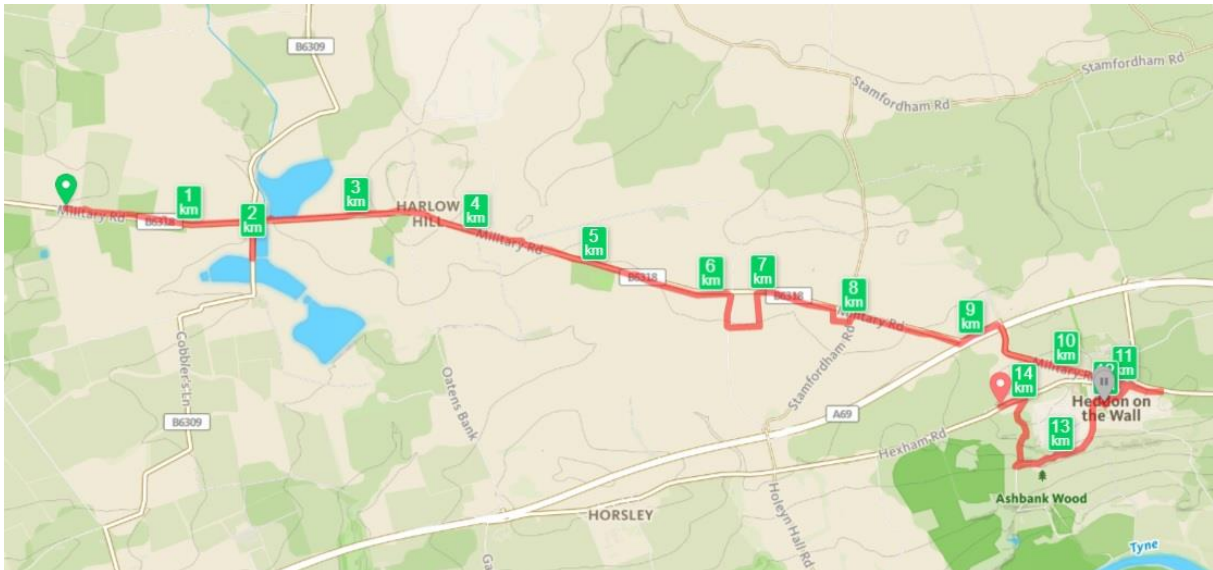 B6309
Stamfordham Rd
Stamfordham Rd
1
km
2
km
3
km
HARLOW
HILL
4
km
Military Rd
B6318
Military Rd
5
km
B6318
6
km
7
km
B6318
8
km
Military Rd
9
km
10
km
Military R
11
km
12
14
km
Heddon on
the Wall
13
km
Stamfordham Rd
A69
Cobbler's Ln
Oatens Bank
B6309
Hexham Rd
HORSLEY
Ashbank Wood
Holeyn Hall Rd
Ga
Tyne